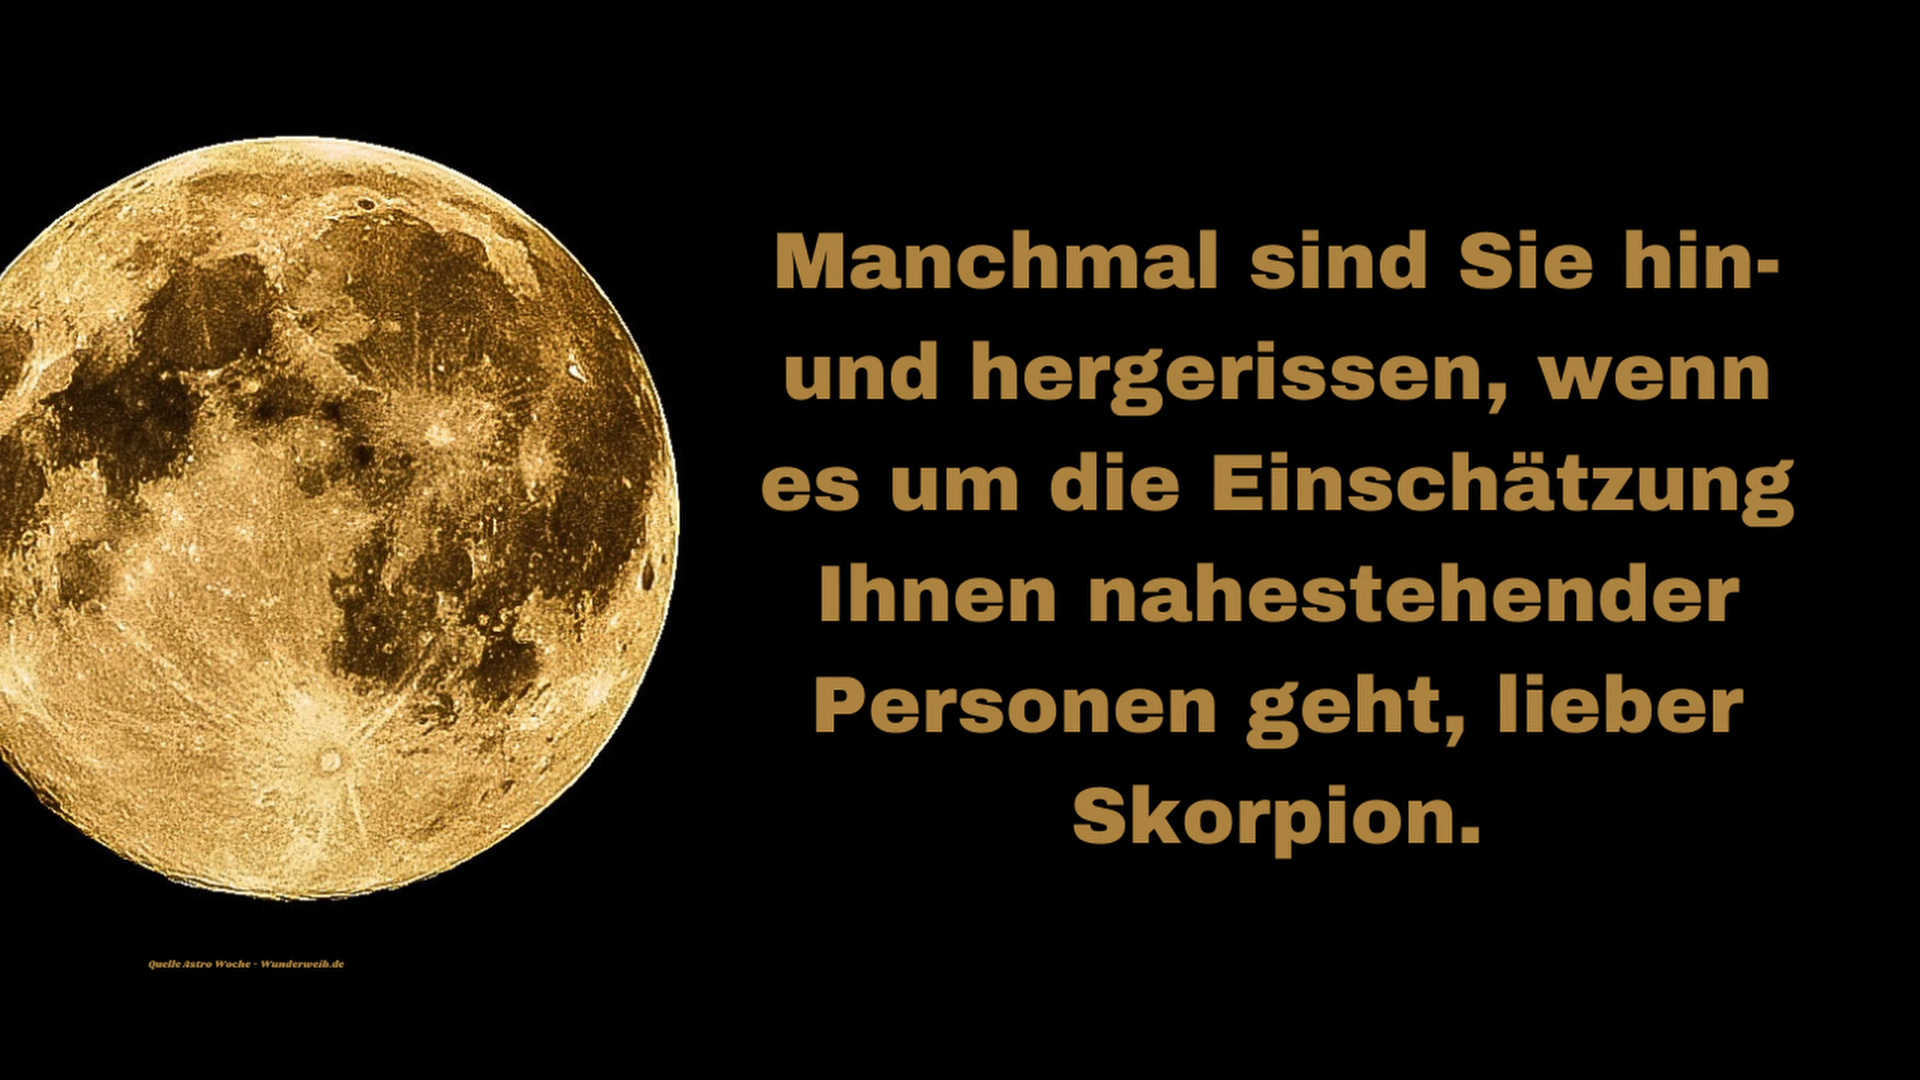 Manchmal sind Sie hin-
und hergerissen, wenn
es um die Einschätzung
Ihnen nahestehender
Personen geht, lieber
Skorpion.
Quelle Astro Woche - Wunderweib.de